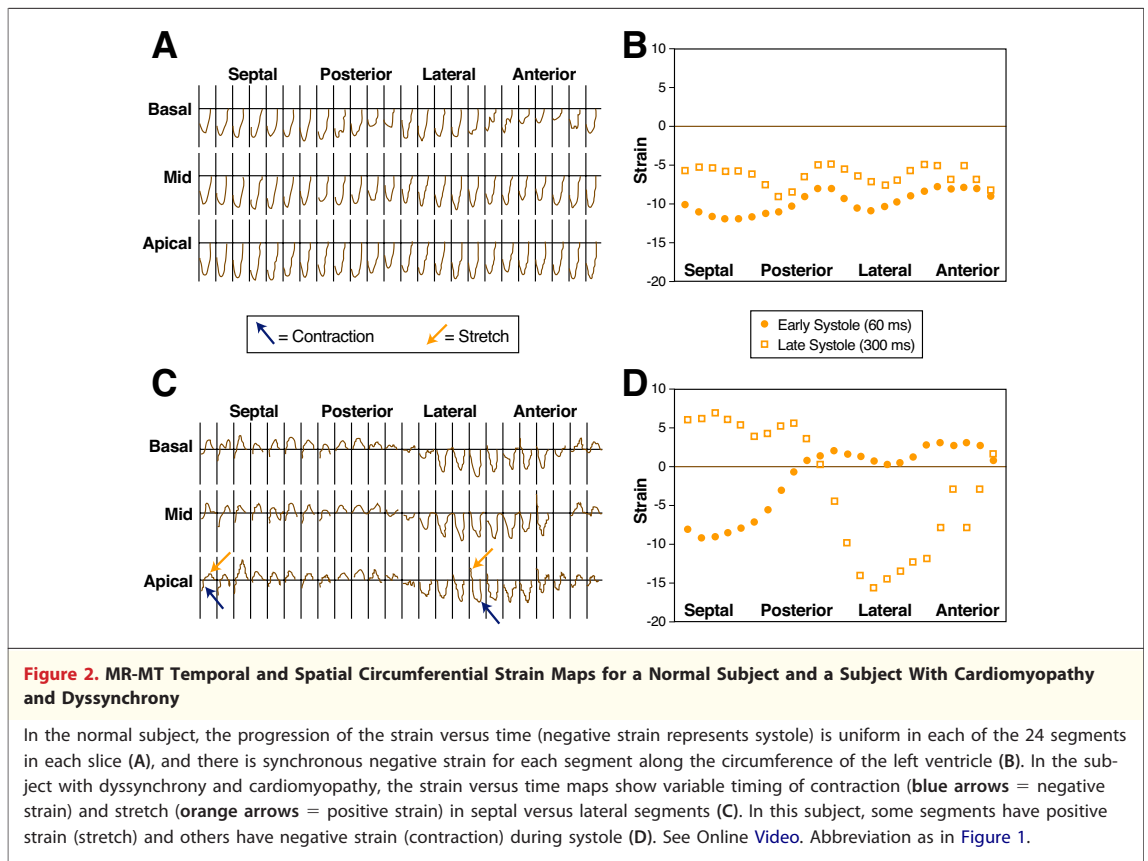 A
Septal Posterior Lateral Anterior
Basal
Mid
Apical
B
10
5
0
-5
-10
-15
-20
Strain
Septal Posterior Lateral Anterior
= Contraction = Stretch
Early Systole (60 ms)
Late Systole (300 ms)
C
Septal Posterior Lateral Anterior
Basal
Mid
Apical
D
10
5
0
-5
-10
-15
-20
Strain
Septal Posterior Lateral Anterior
Figure 2. MR-MT Temporal and Spatial Circumferential Strain Maps for a Normal Subject and a Subject With Cardiomyopathy
and Dyssynchrony
In the normal subject, the progression of the strain versus time (negative strain represents systole) is uniform in each of the 24 segments
in each slice (A), and there is synchronous negative strain for each segment along the circumference of the left ventricle (B). In the sub-
ject with dyssynchrony and cardiomyopathy, the strain versus time maps show variable timing of contraction (blue arrows = negative
strain) and stretch (orange arrows = positive strain) in septal versus lateral segments (C). In this subject, some segments have positive
strain (stretch) and others have negative strain (contraction) during systole (D). See Online Video. Abbreviation as in Figure 1.